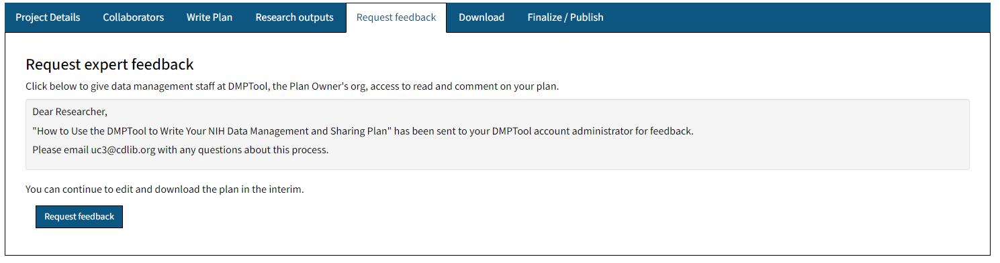 Project Details Collaborators Write Plan Research outputs Request feedback Download Finalize / Publish
Request expert feedback
Click below to give data management staff at DMPTool, the Plan Owner's org, access to read and comment on your plan.
Dear Researcher,
"How to Use the DMPTool to Write Your NIH Data Management and Sharing Plan" has been sent to your DMPTool account administrator for feedback.
Please email uc3@cdlib.org with any questions about this process.
You can continue to edit and download the plan in the interim.
Request feedback